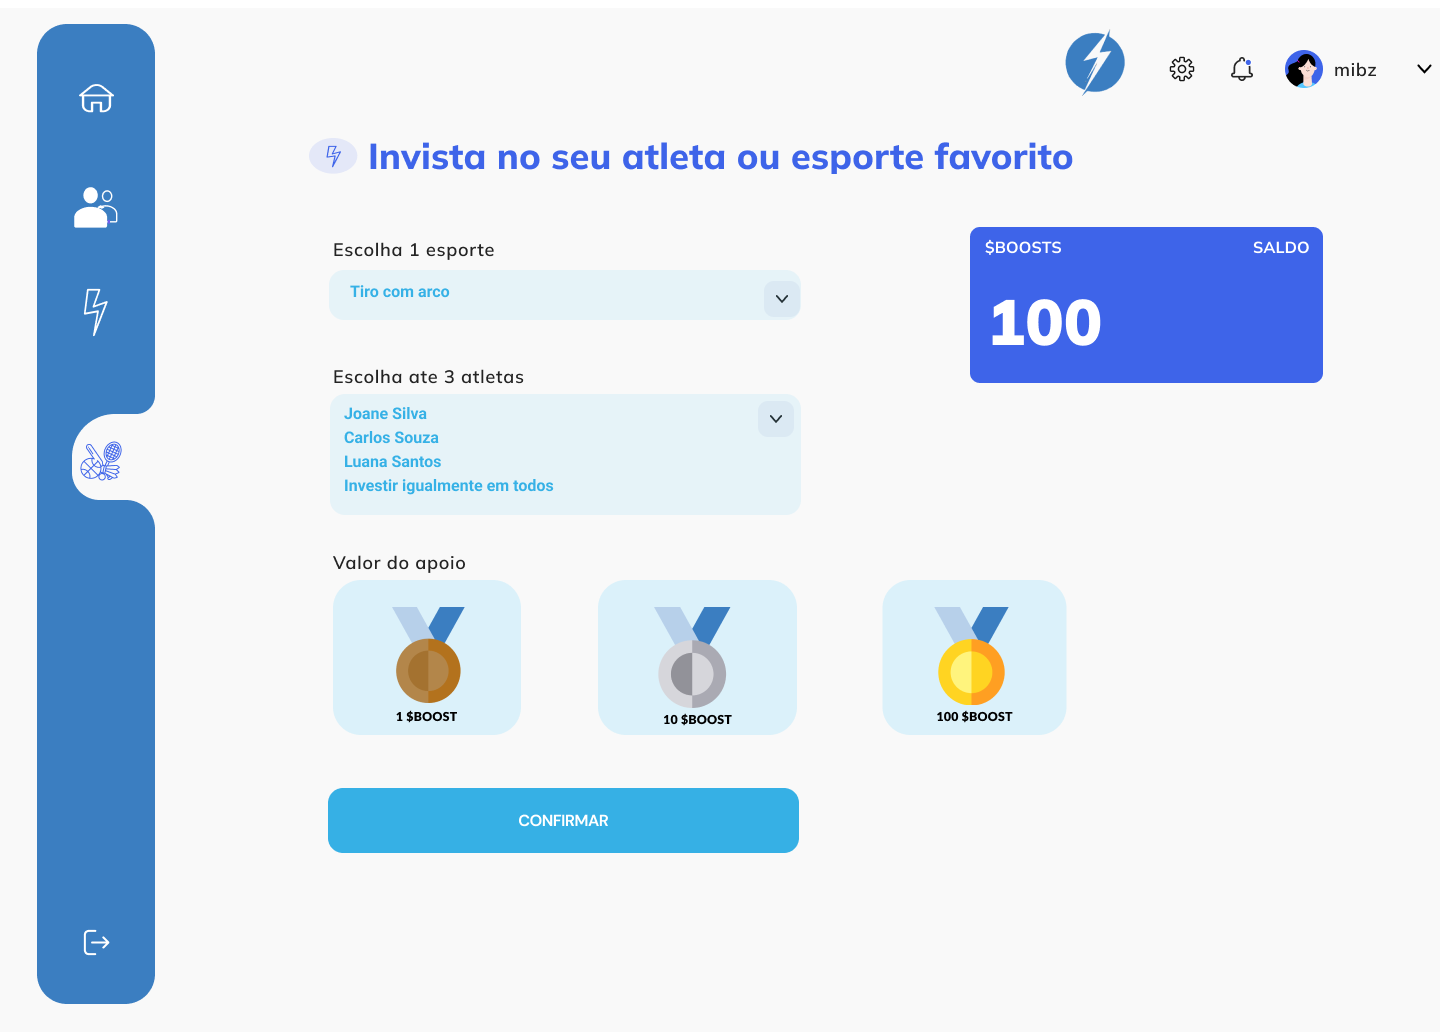 mibz
Invista no seu atleta ou esporte favorito
Escolha 1 esporte
Tiro com arco
$BOOSTS
SALDO
100
Escolha ate 3 atletas
Joane Silva
Carlos Souza
Luana Santos
Investir igualmente em todos
Valor do apoio
1 $BOOST
10 $BOOST
100 $BOOST
CONFIRMAR